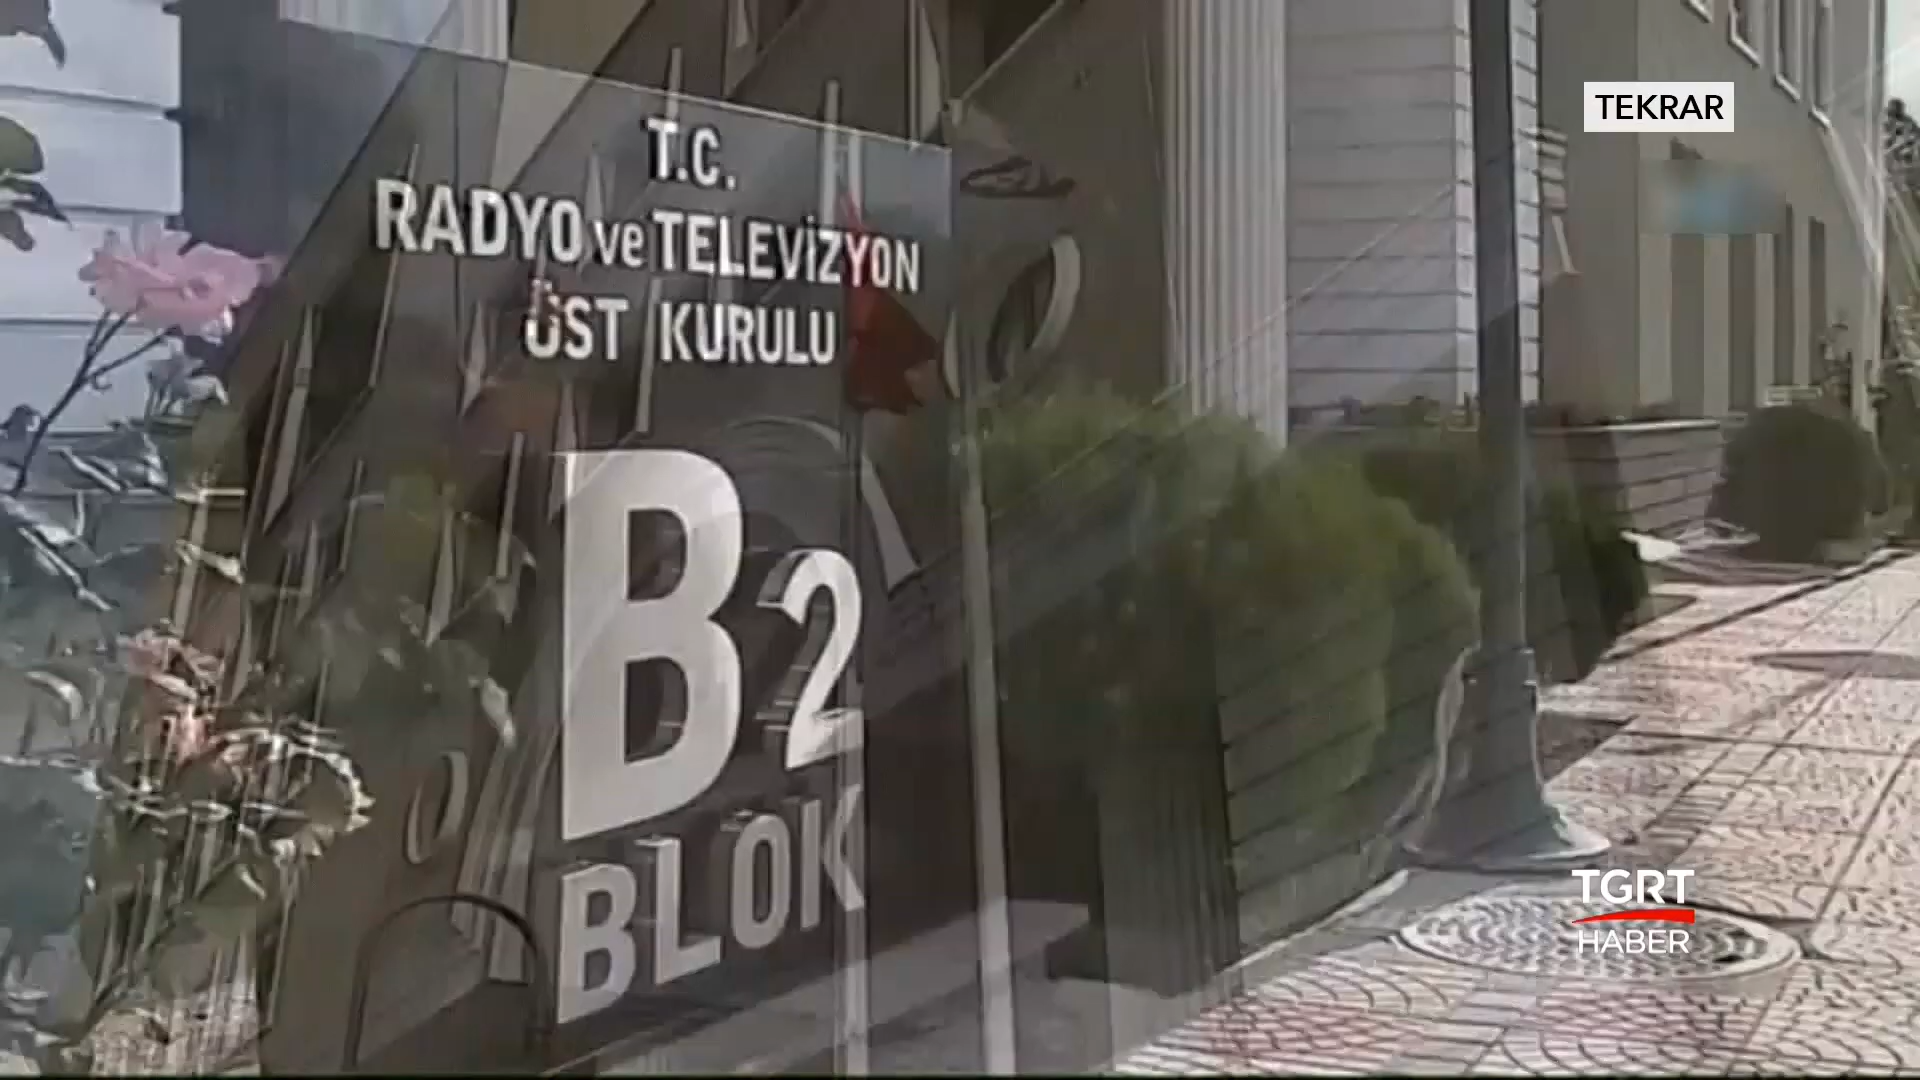 TEKRAR
T.C.
RADYO ve TELEVİZYON
ÜST KURULU
B2
BLOK
TGRT
HABER